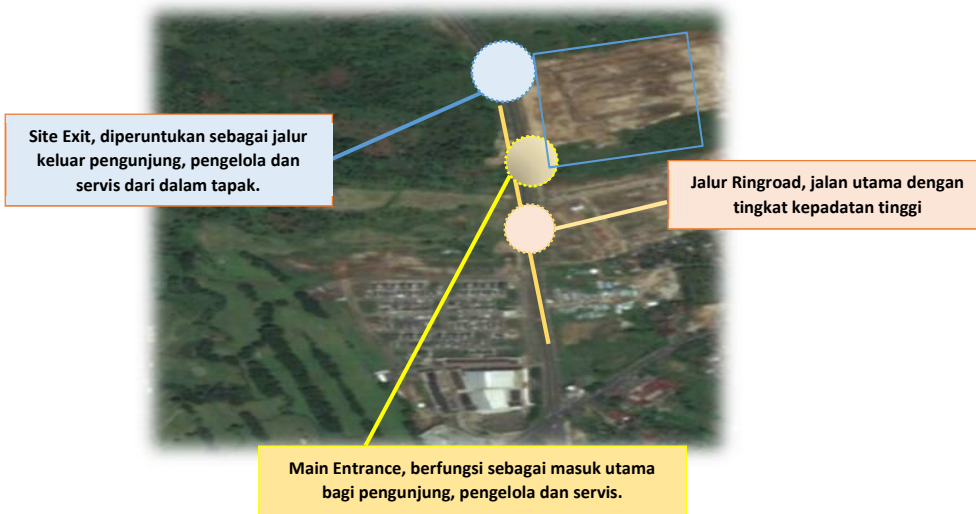 Site Exit, diperuntukan sebagai jalur
keluar pengunjung, pengelola dan
servis dari dalam tapak.
Jalur Ringroad, jalan utama dengan
tingkat kepadatan tinggi
Main Entrance, berfungsi sebagai masuk utama
bagi pengunjung, pengelola dan servis.